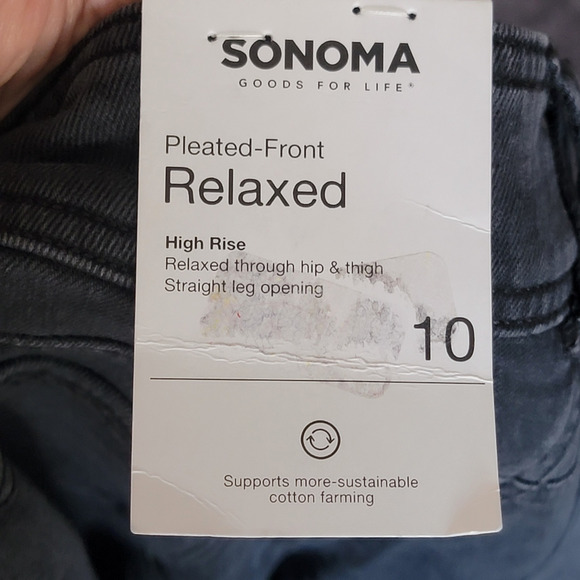 SONOMA
GOODS FOR LIFE®
Pleated-Front
Relaxed
High Rise
Relaxed through hip & thigh
Straight leg opening
10
Supports more-sustainable
cotton farming